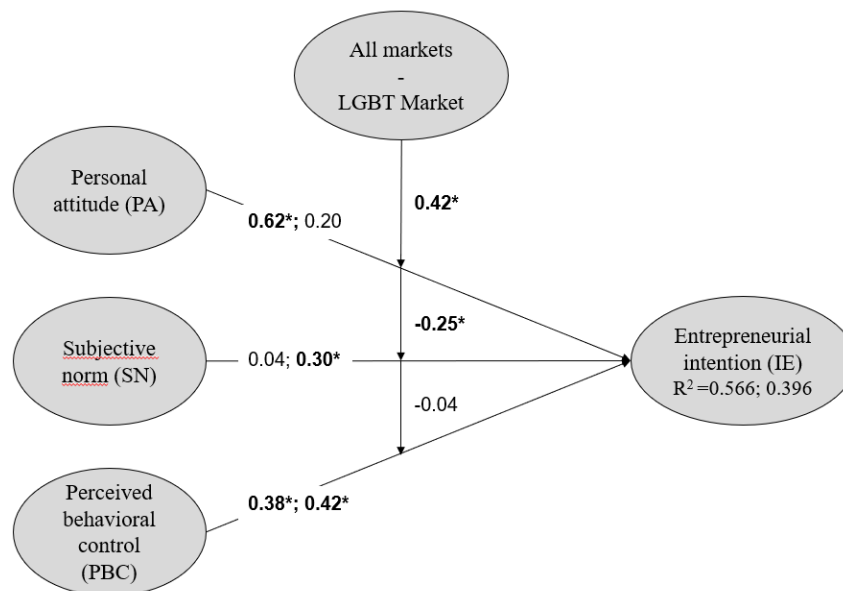 All markets
-
LGBT Market
Personal
attitude (PA)
0.62*; 0.20
0.42*
-0.25*
Subjective
norm (SN)
0.04; 0.30*
Entrepreneurial
intention (IE)
R² =0.566; 0.396
-0.04
Perceived
behavioral
control
(PBC)
0.38*; 0.42*